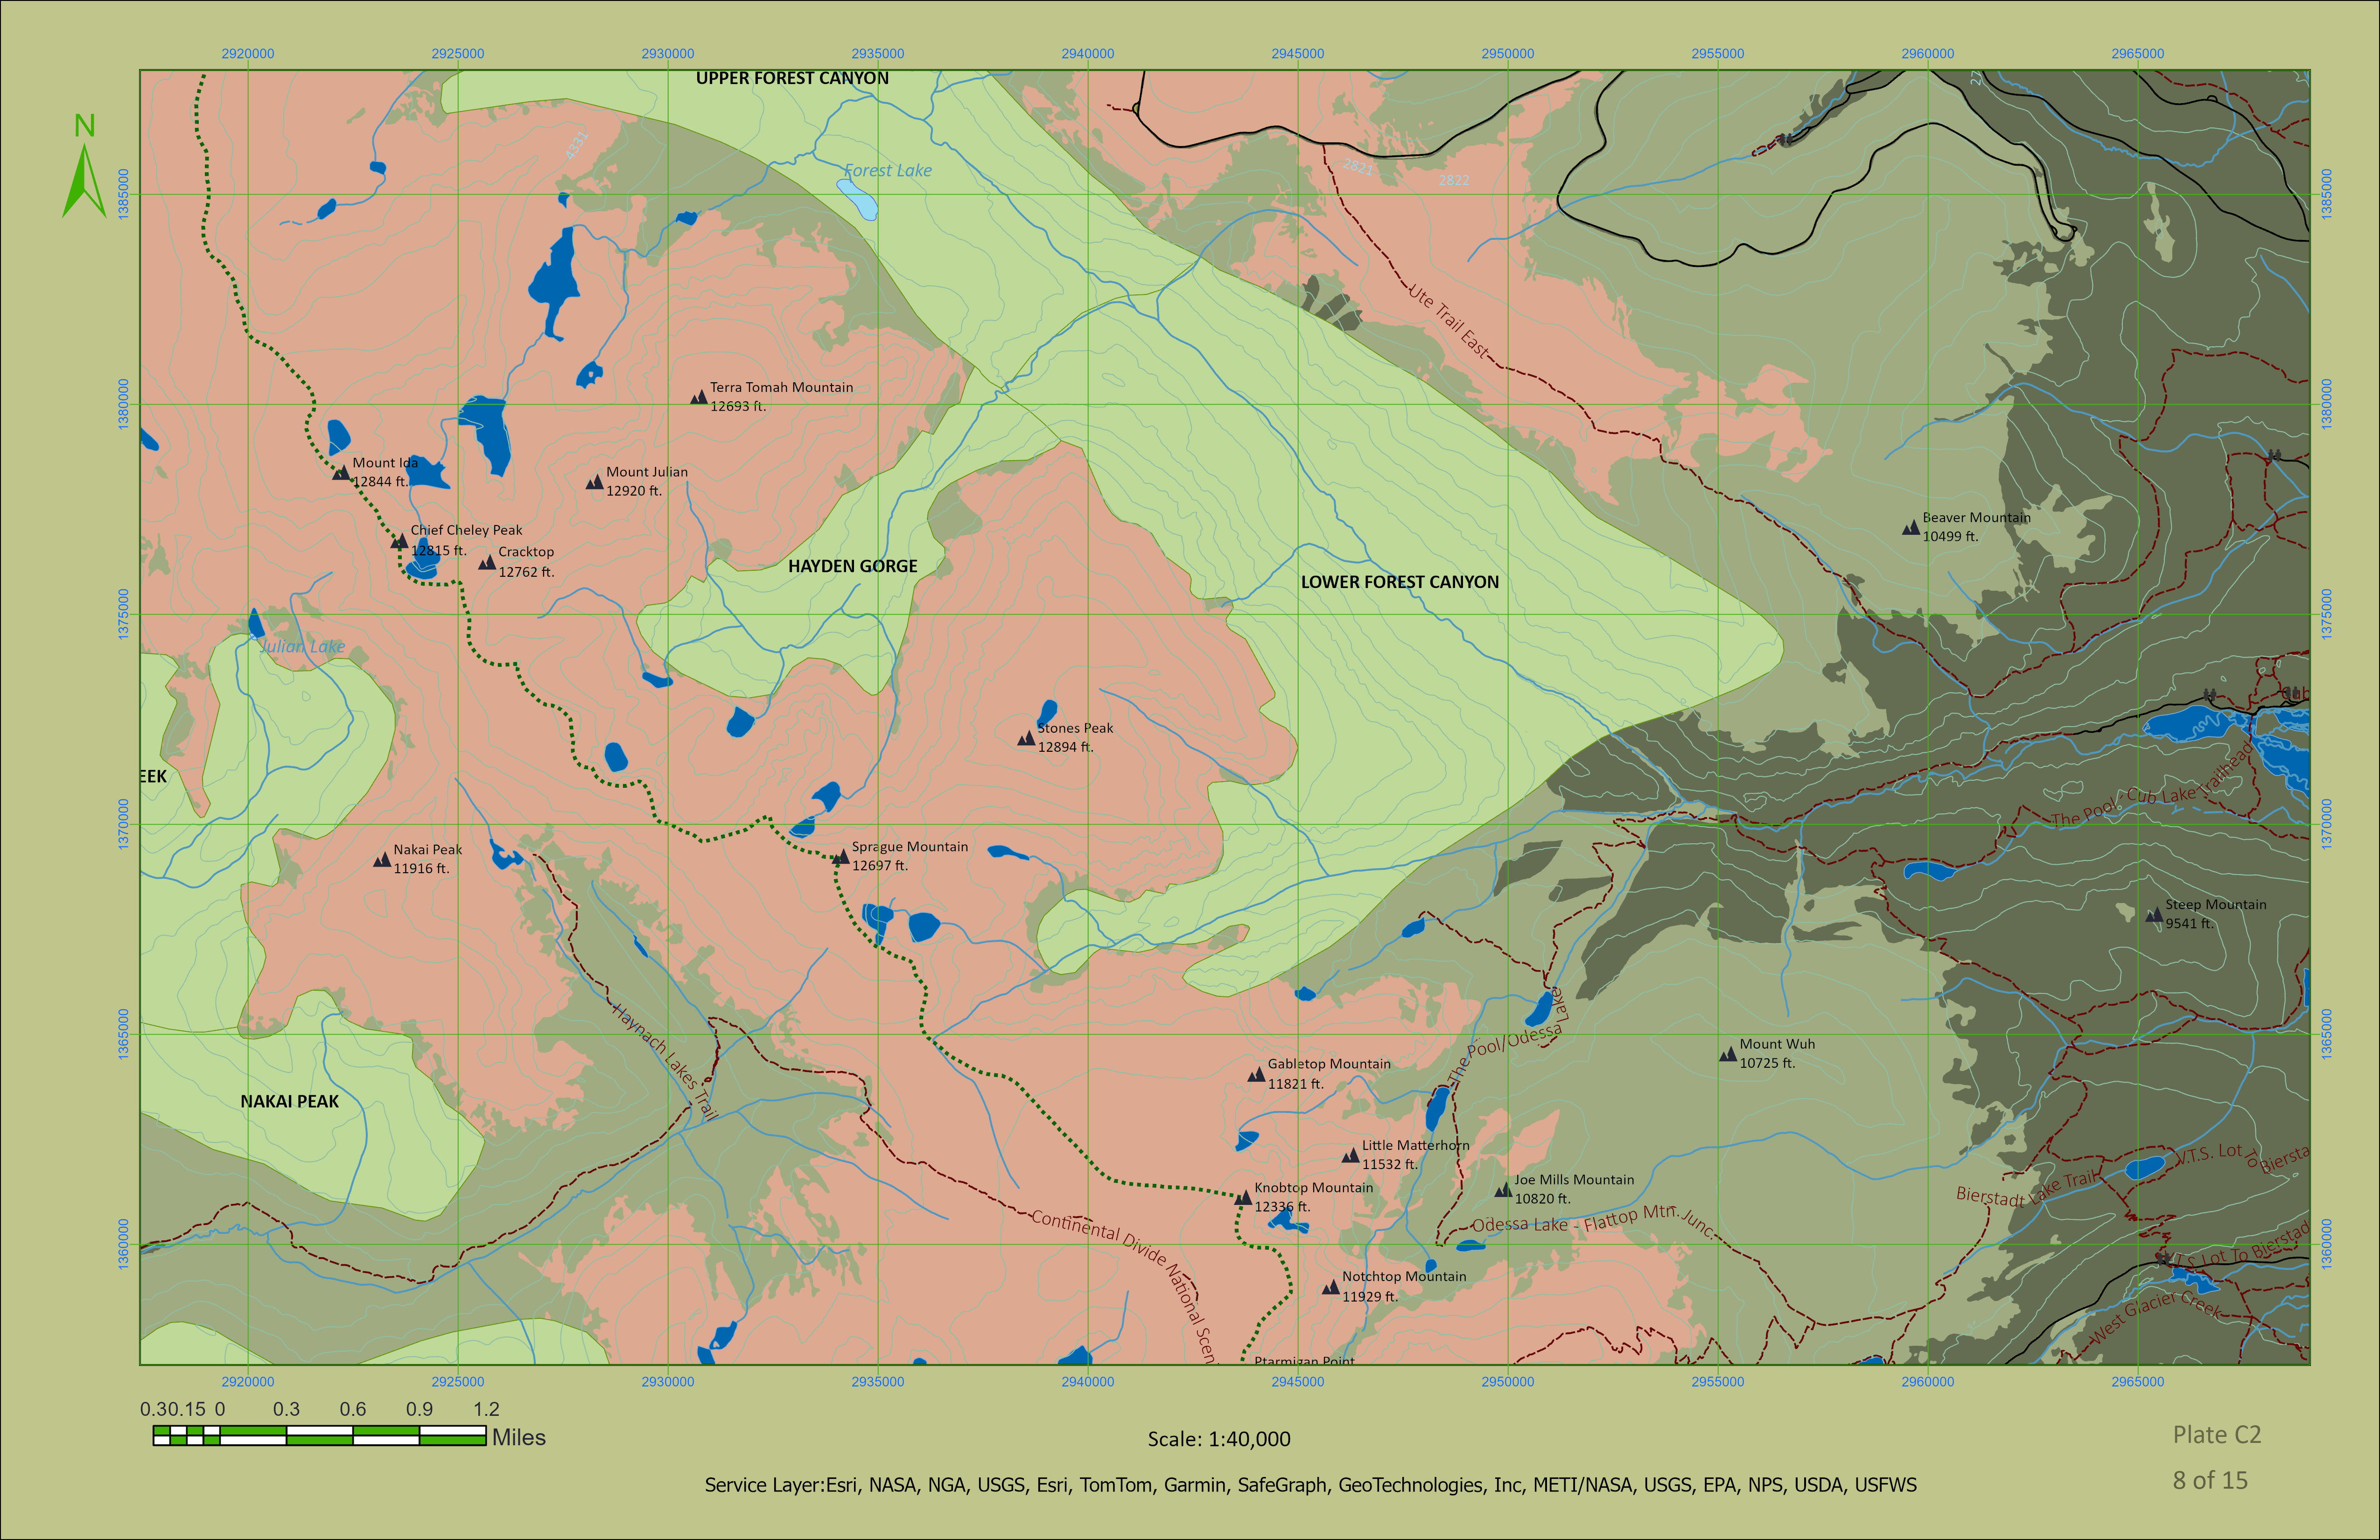 2920000 2925000 2930000 2935000 2940000 2945000 2950000 2955000 2960000 2965000
UPPER FOREST CANYON
N
4331
Forest Lake
2821
2822
1385000
1385000
Ute Trail East
Terra Tomah Mountain
12693 ft.
1380000
1380000
Mount Ida
12844 ft.
Mount Julian
12920 ft.
Chief Cheley Peak
12815 ft.
Cracktop
12762 ft.
Beaver Mountain
10499 ft.
HAYDEN GORGE
LOWER FOREST CANYON
1375000
1375000
Julian Lake
Stones Peak
12894 ft.
EEK
Cub
The Pool - Cub Lake Trailhead
1370000
1370000
Nakai Peak
11916 ft.
Sprague Mountain
12697 ft.
Steep Mountain
9541 ft.
Haynach Lakes Trail
The Pool/Odessa Lake
1365000
1365000
Mount Wuh
10725 ft.
Gabletop Mountain
11821 ft.
NAKAI PEAK
Little Matterhorn
11532 ft.
V.T.S. Lot To Biersta
Joe Mills Mountain
10820 ft.
Knobtop Mountain
12336 ft.
Bierstadt Lake Trail
Odessa Lake - Flattop Mtn. Junc.
Continental Divide National Scen
1360000
1360000
V.T.S Lot To Bierstad
Notchtop Mountain
11929 ft.
West Glacier Creek
Ptarmigan Point
2920000 2925000 2930000 2935000 2940000 2945000 2950000 2955000 2960000 2965000
0.30.15 0 0.3 0.6 0.9 1.2
Miles
Scale: 1:40,000
Plate C2
8 of 15
Service Layer:Esri, NASA, NGA, USGS, Esri, TomTom, Garmin, SafeGraph, GeoTechnologies, Inc, METI/NASA, USGS, EPA, NPS, USDA, USFWS